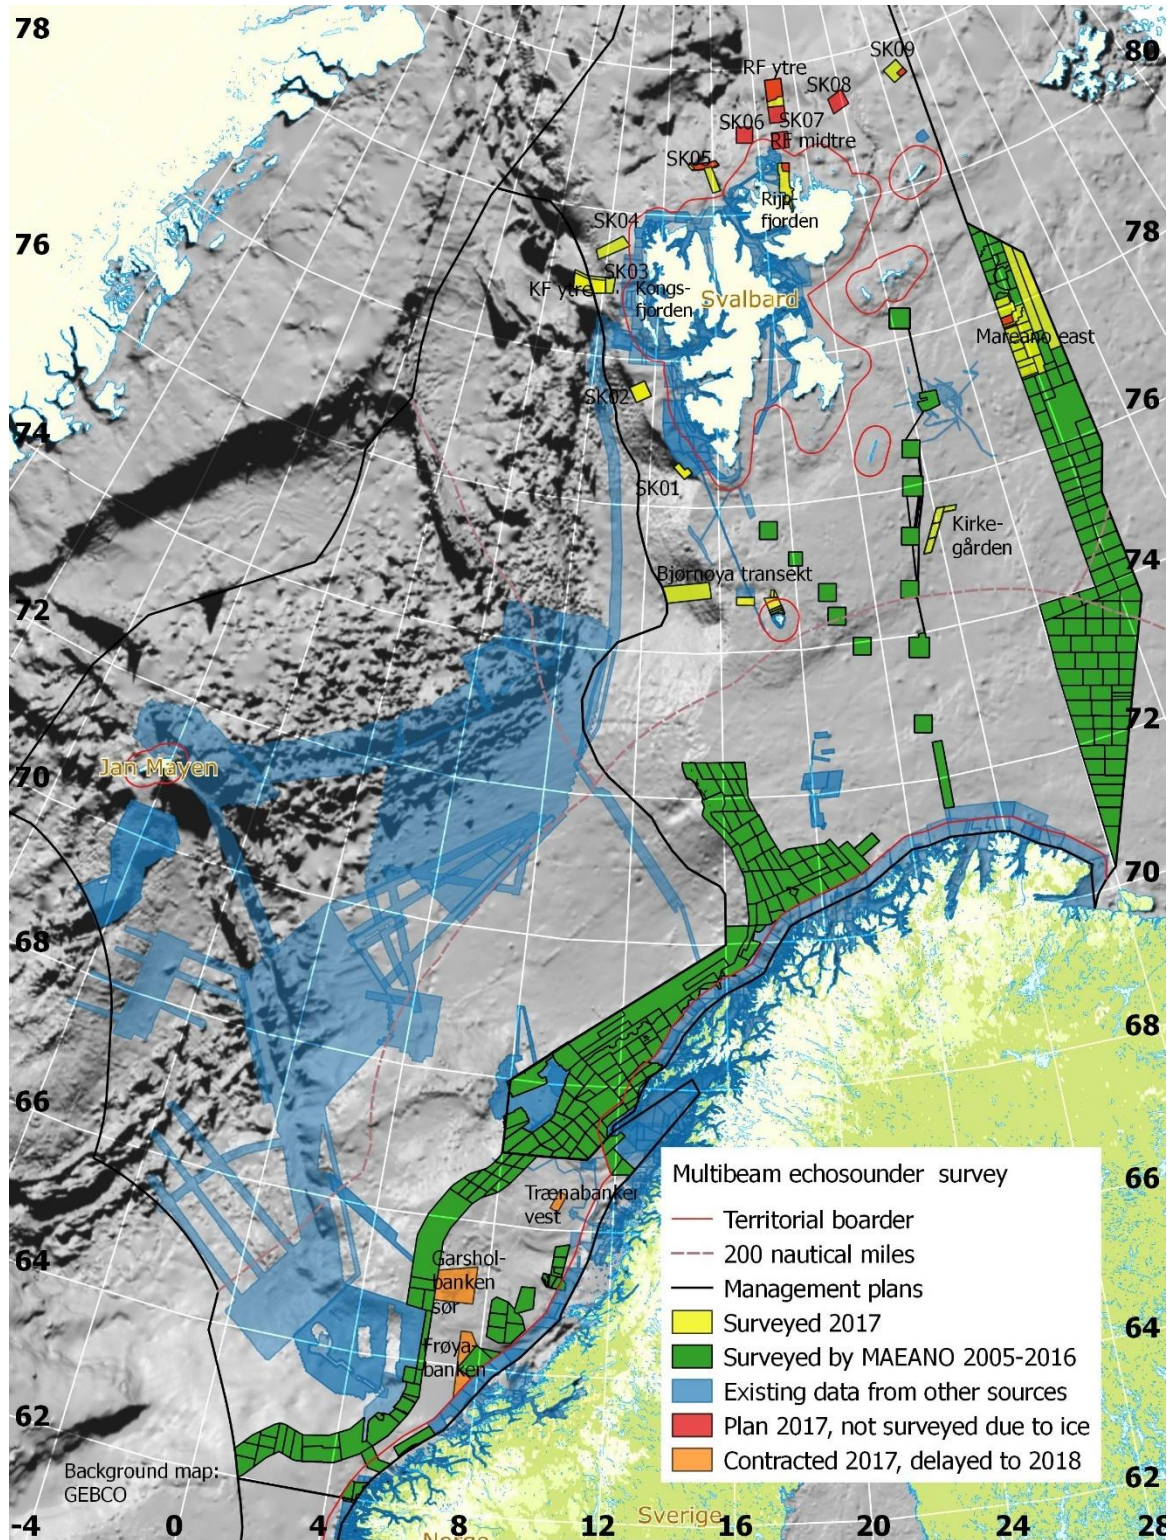 78
80
SK09
RF ytre
SK08
SK06
SK07
RF midtre
SK05
Rijp-
fjorden
SK04
76
78
SK03
KF ytre
Kongs-
fjorden
Svalbard
Mareano east
SK02
76
74
SK01
Kirke-
gården
74
Bjørnøya transekt
72
72
Jan Mayen
70
70
68
68
66
Multibeam echosounder survey
Territorial boarder
200 nautical miles
Management plans
Surveyed 2017
Surveyed by MAEANO 2005-2016
Existing data from other sources
Plan 2017, not surveyed due to ice
Contracted 2017, delayed to 2018
66
Trænabanken
vest
64
Garshol-
banken
sør
64
Frøya-
banken
62
62
Background map:
GEBCO
Sverige
Norge
-4
0
4
8
12
16
20
24
28